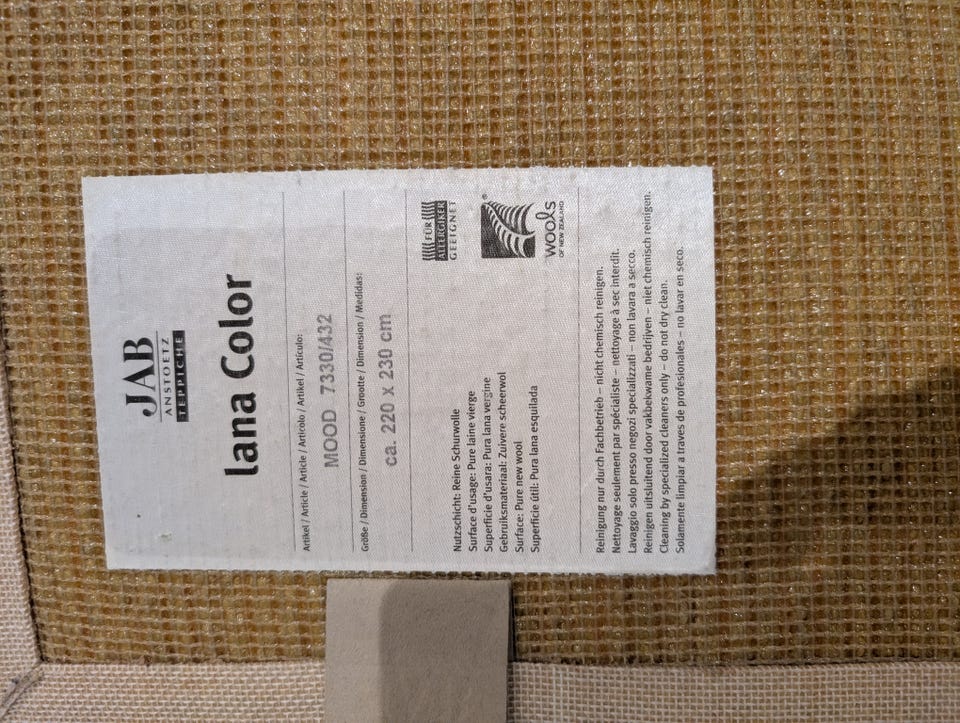 JAB
ANSTOETZ
TEPPICHE
lana Color
Artikel / Article / Article / Articolo / Artikel / Artículo:
MOOD 7330/432
Größe / Dimension / Dimensione / Grootte / Dimension / Medidas:
ca. 220 x 230 cm
FÜR
ALLERGIKER
GEEIGNET
Nutzschicht: Reine Schurwolle
Surface d'usage: Pure laine vierge
Superficie d'usara: Pura lana vergine
Gebruiksmateriaal: Zuivere scheerwol
Surface: Pure new wool
Superficie útil: Pura lana esquilada
®
WOOLS
OF NEW ZEALAND
Reinigung nur durch Fachbetrieb – nicht chemisch reinigen.
Nettoyage seulement par spécialiste – nettoyage à sec interdit.
Lavaggio solo presso negozi specializzati – non lavara a secco.
Reinigen uitsluitend door vakbekwame bedrijven – niet chemisch reinigen.
Cleaning by specialized cleaners only – do not dry clean.
Solamente limpiar a traves de profesionales – no lavar en seco.